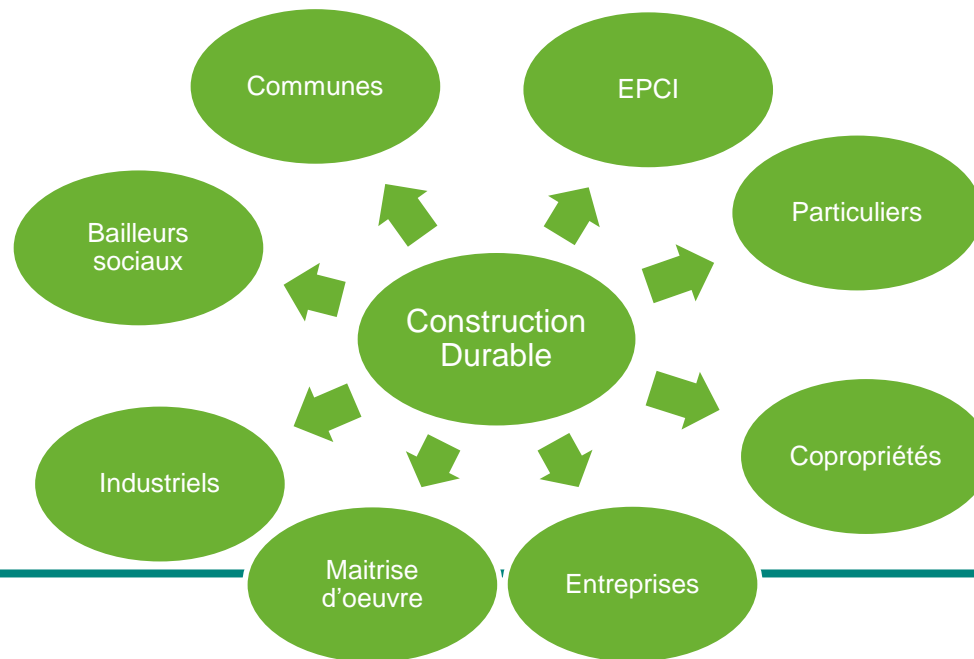 Communes
EPCI
Particuliers
Bailleurs
sociaux
Construction
Durable
Copropriétés
Industriels
Maitrise
d'oeuvre
Entreprises